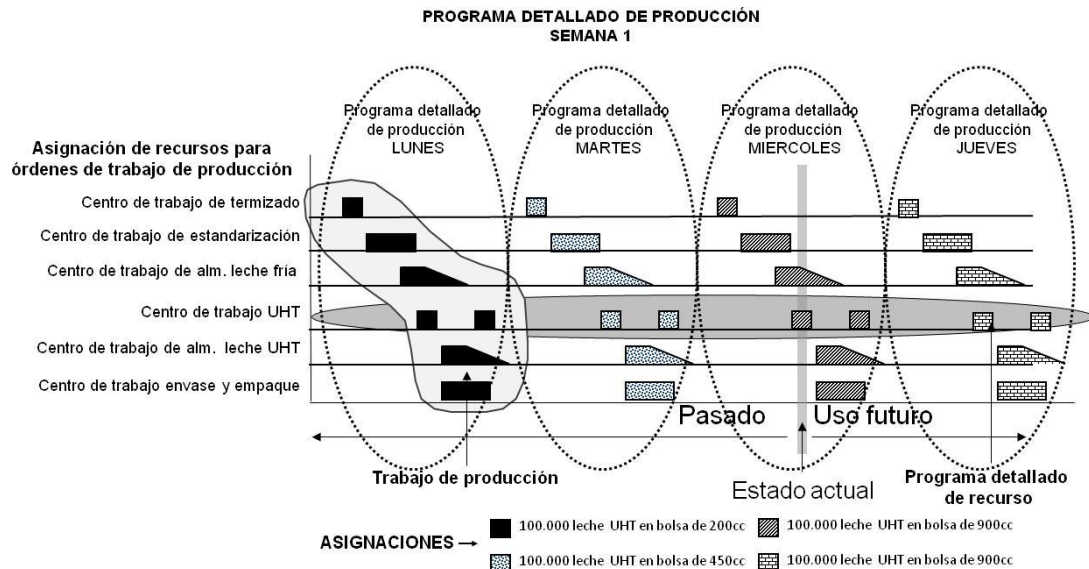 PROGRAMA DETALLADO DE PRODUCCIÓN
SEMANA 1
Programa detallado
de producción
LUNES
Programa detallado
de producción
MARTES
Programa detallado
de producción
MIERCOLES
Programa detallado
de producción
JUEVES
Asignación de recursos para
órdenes de trabajo de producción
Centro de trabajo de termizado
Centro de trabajo de estandarización
Centro de trabajo de alm. leche fría
Centro de trabajo UHT
Centro de trabajo de alm. leche UHT
Centro de trabajo envase y empaque
Pasado
Uso futuro
Trabajo de producción
Estado actual
Programa detallado
de recurso
ASIGNACIONES
100.000 leche UHT en bolsa de 200cc
100.000 leche UHT en bolsa de 900cc
100.000 leche UHT en bolsa de 450cc
100.000 leche UHT en bolsa de 900cc